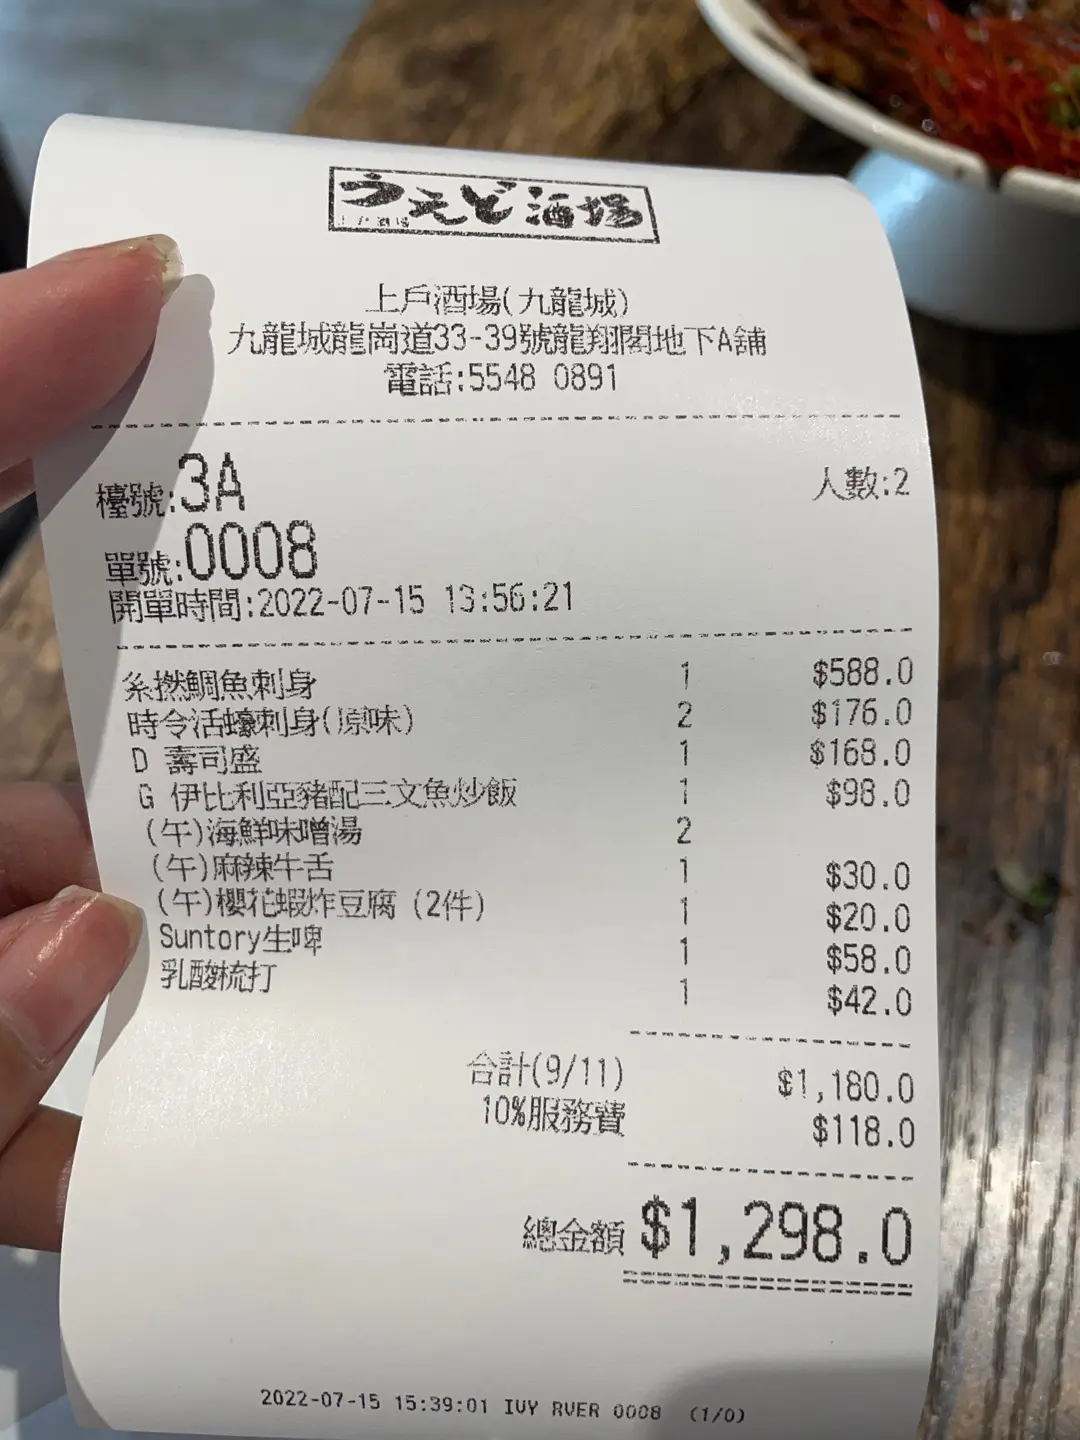 うえど酒場
上戶酒場(九龍城)
九龍城龍崗道33-39號龍翔閣地下A舖
電話:5548 0891
檯號:3A 人數:2
單號:0008
開單時間:2022-07-15 13:56:21
糸撚鯛魚刺身 1 $588.0
時令活蠔刺身(原味) 2 $176.0
D 壽司盛 1 $168.0
G 伊比利亞豬配三文魚炒飯 1 $98.0
(午)海鮮味噌湯 2
(午)麻辣牛舌 1 $30.0
(午)櫻花蝦炸豆腐 (2件) 1 $20.0
Suntory生啤 1 $58.0
乳酸梳打 1 $42.0
合計(9/11) $1,180.0
10%服務費 $118.0
總金額 $1,298.0
2022-07-15 15:39:01 IVY RVER 0008 (1/0)